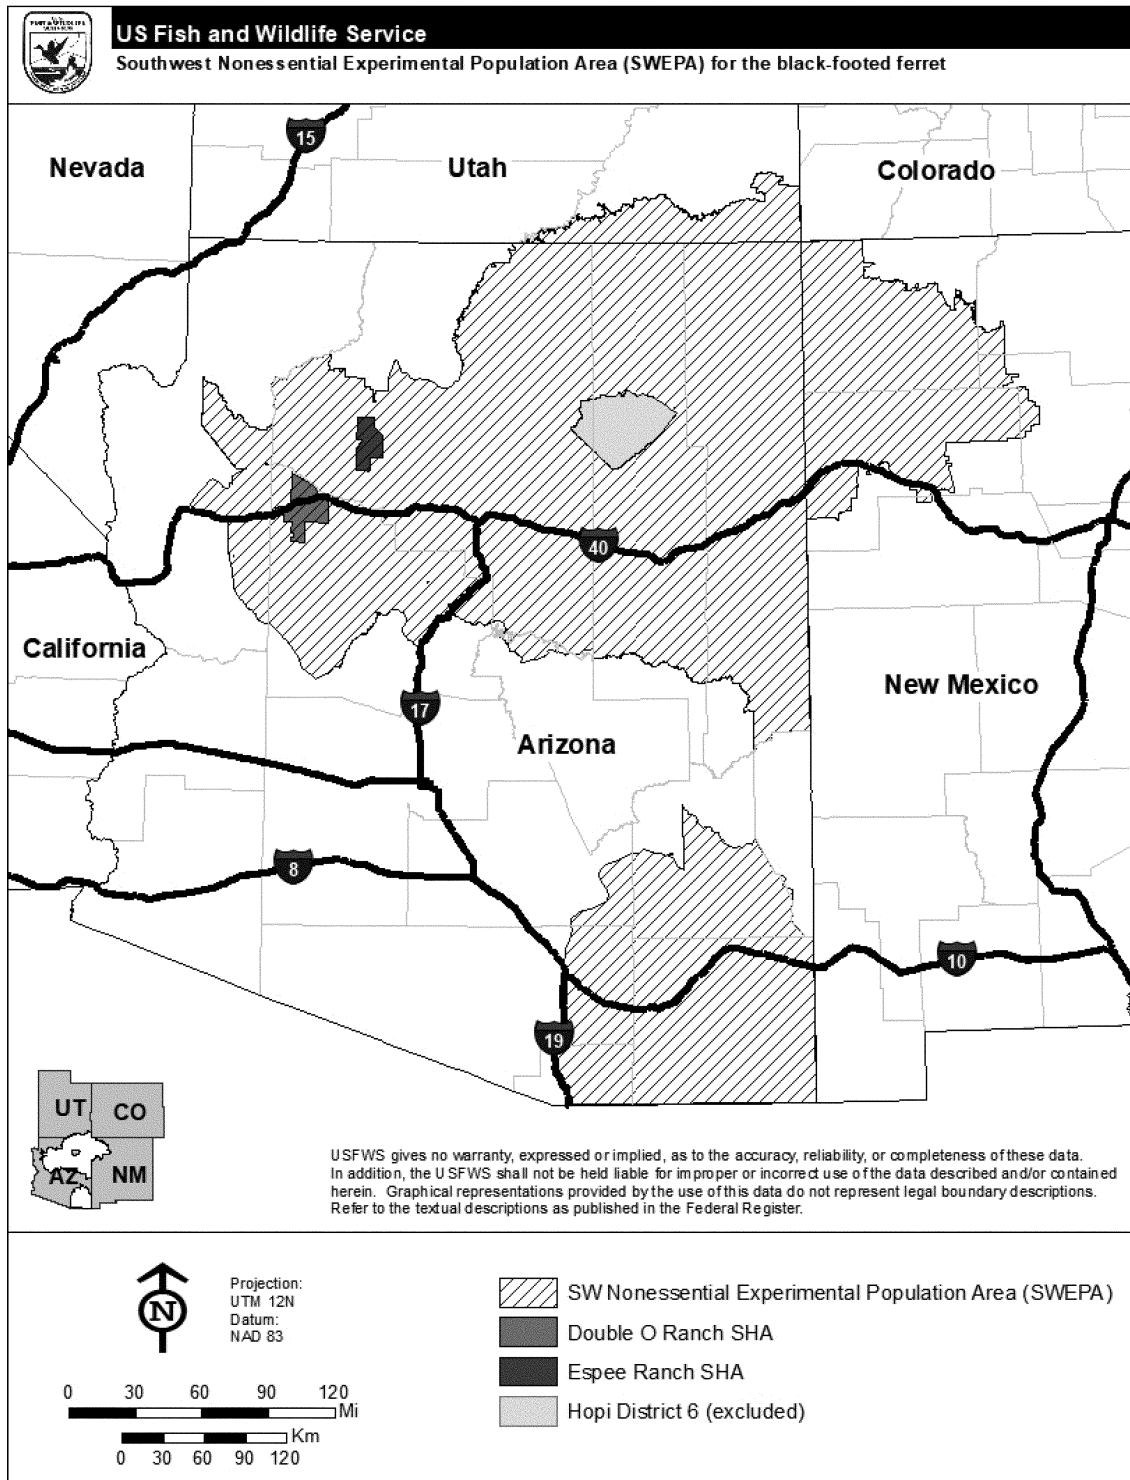 US Fish and Wildlife Service
Southwest Nonessential Experimental Population Area (SWEPA) for the black-footed ferret
15
Nevada
Utah
Colorado
40
California
17
New Mexico
Arizona
8
10
19
UT
CO
AZ
NM
USFWS gives no warranty, expressed or implied, as to the accuracy, reliability, or completeness of these data.
In addition, the USFWS shall not be held liable for improper or incorrect use of the data described and/or contained
herein. Graphical representations provided by the use of this data do not represent legal boundary descriptions.
Refer to the textual descriptions as published in the Federal Register.
N
Projection:
UTM 12N
Datum:
NAD 83
0 30 60 90 120
Mi
Km
0 30 60 90 120
SW Nonessential Experimental Population Area (SWEPA)
Double O Ranch SHA
Espee Ranch SHA
Hopi District 6 (excluded)